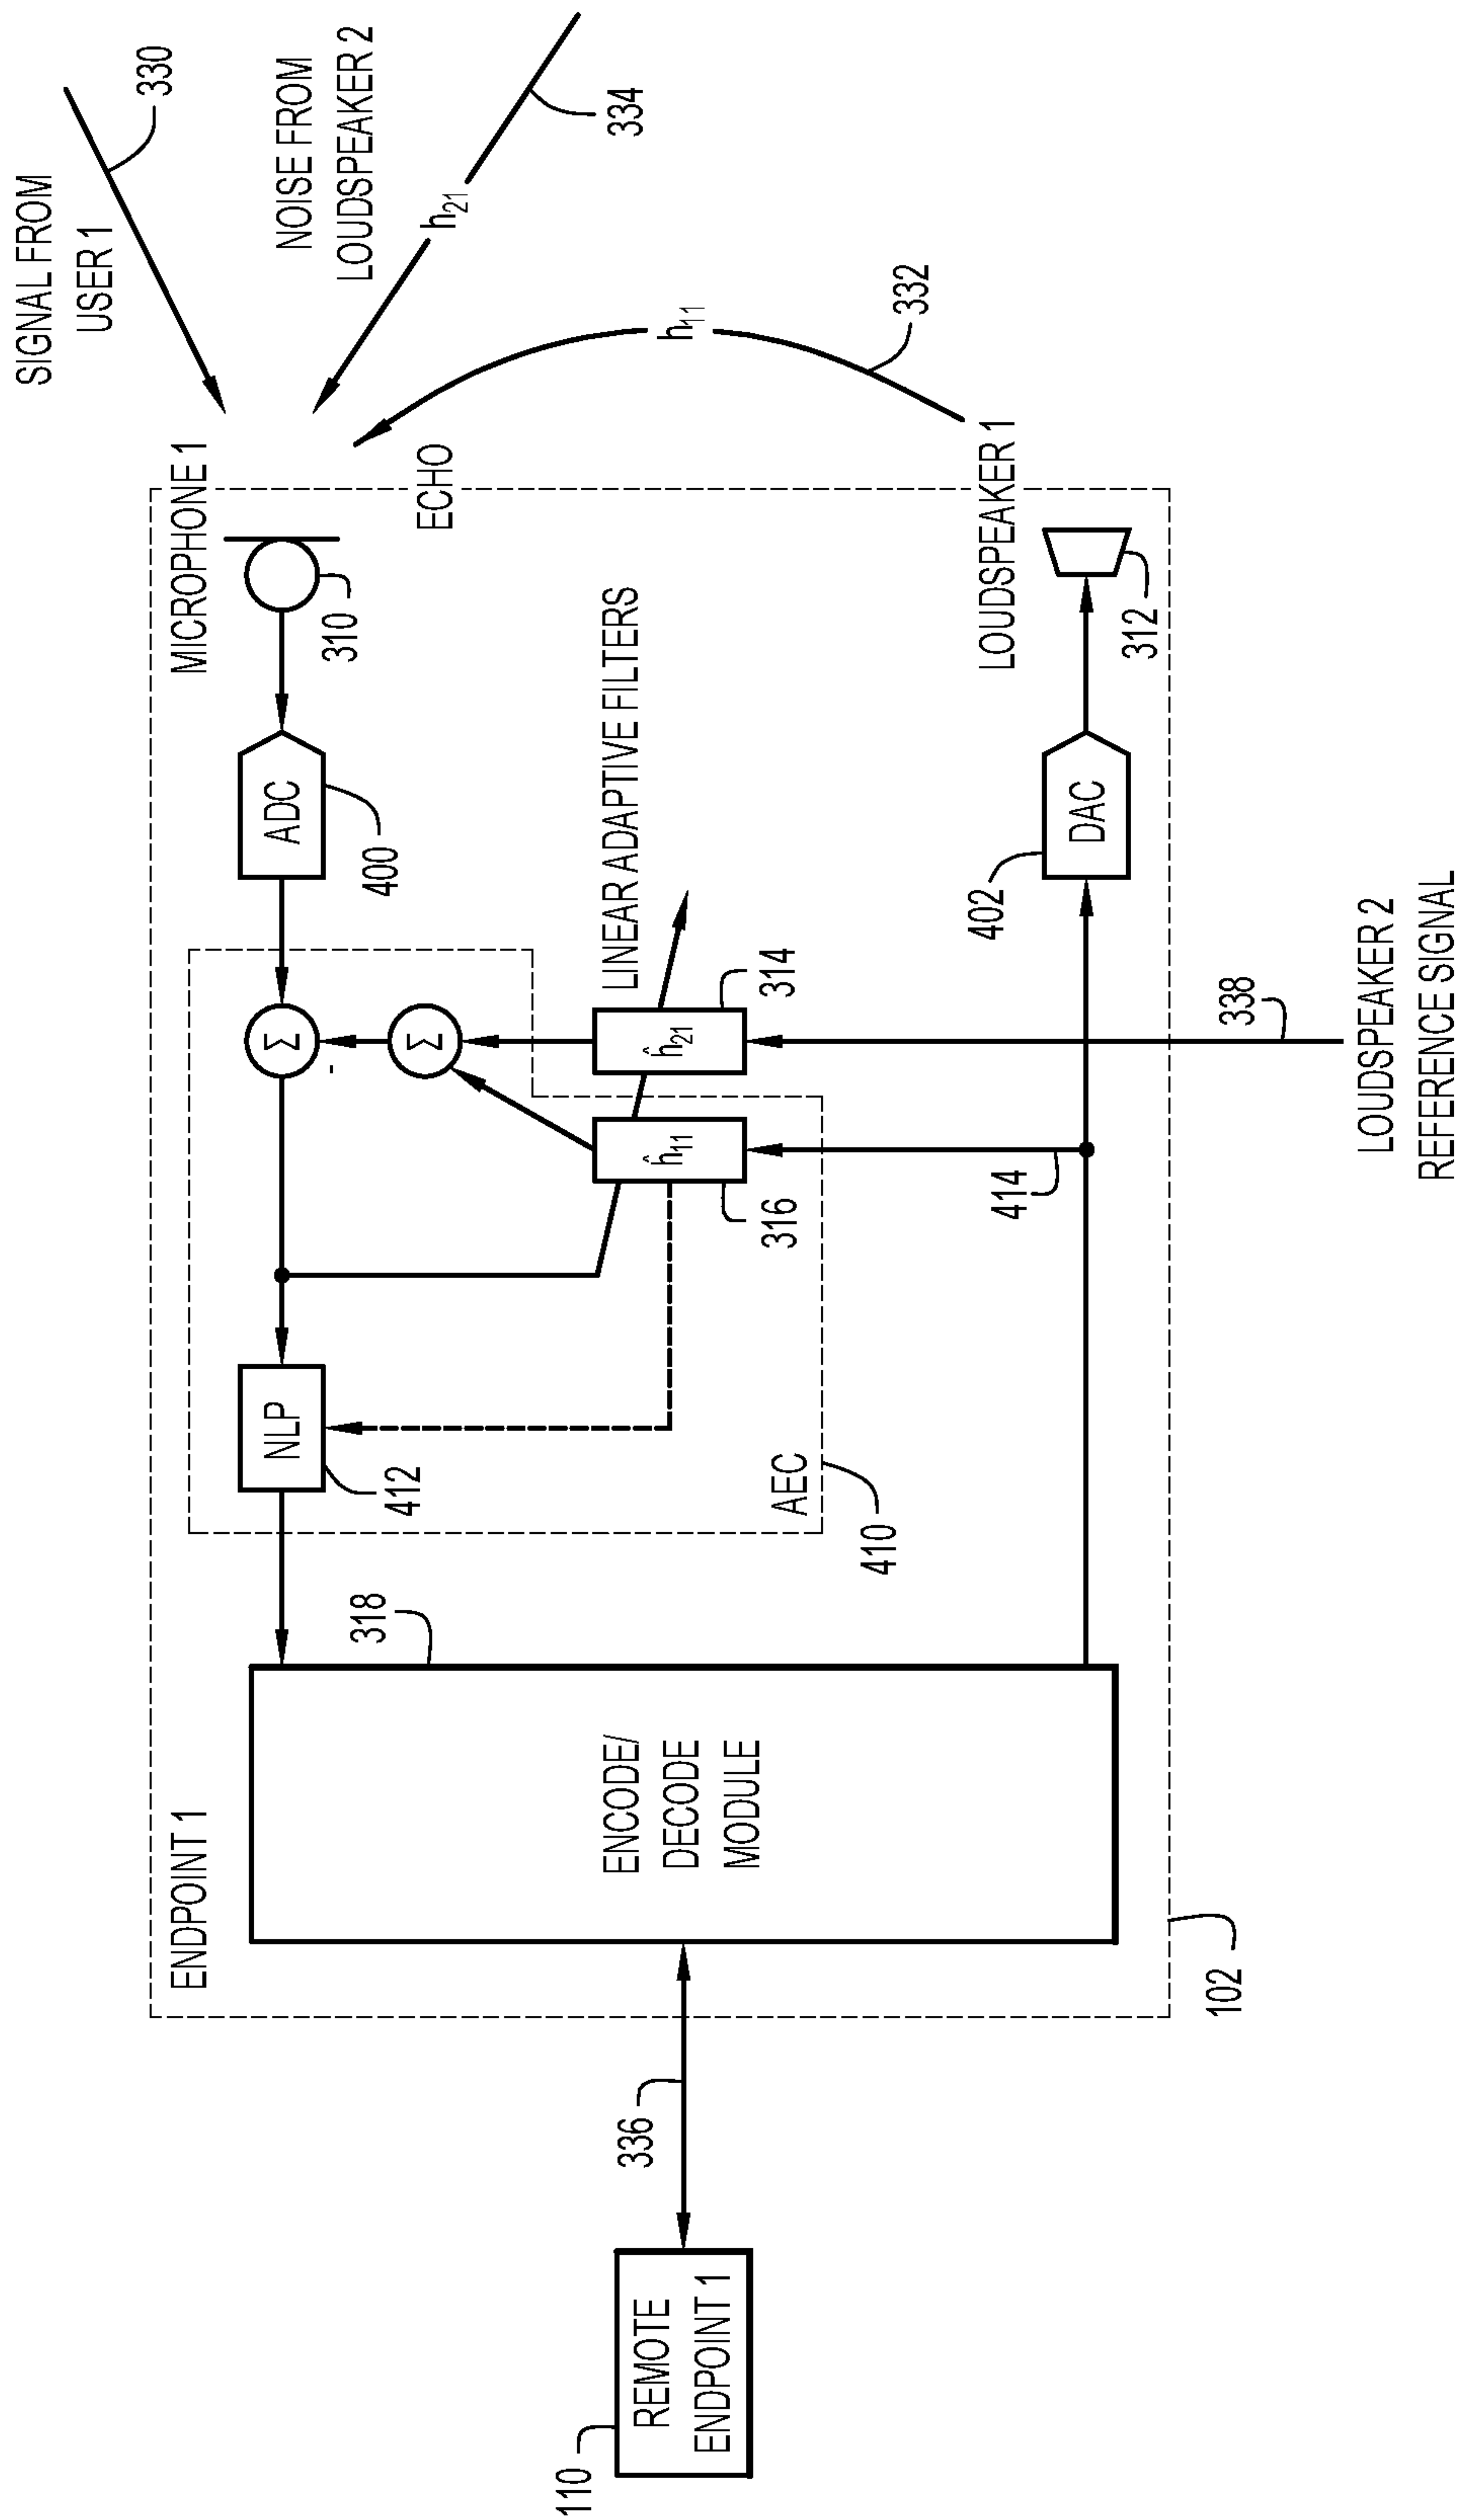 SIGNAL FROM
USER 1
330
NOISE FROM
LOUDSPEAKER 2
h21
334
h11
332
ENDPOINT 1
MICROPHONE 1
310
ECHO
ADC
400
Σ
-
Σ
LINEAR ADAPTIVE FILTERS
ĥ21
314
ĥ11
316
NLP
412
AEC
410
318
ENCODE/
DECODE
MODULE
LOUDSPEAKER 1
312
DAC
402
414
338
LOUDSPEAKER 2
REFERENCE SIGNAL
102
336
REMOTE
ENDPOINT 1
110